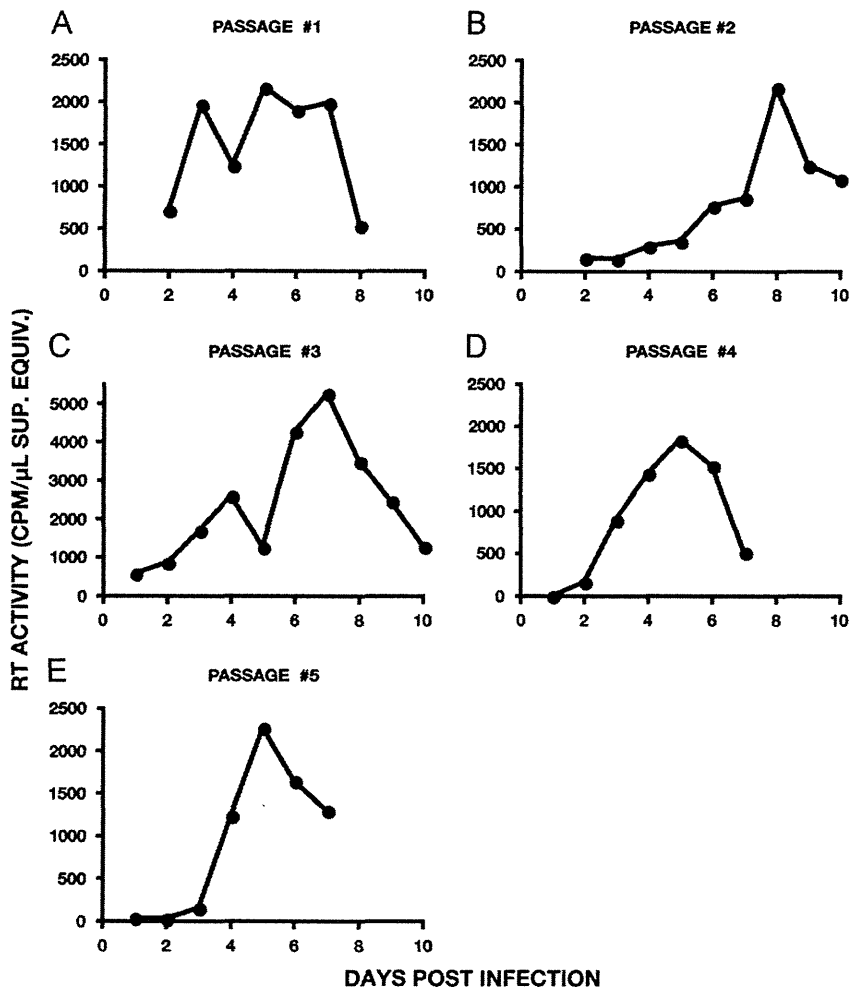 A
PASSAGE #1
2500
2000
1500
1000
500
0
0 2 4 6 8 10
B
PASSAGE #2
2500
2000
1500
1000
500
0
0 2 4 6 8 10
C
PASSAGE #3
5000
4000
3000
2000
1000
0
0 2 4 6 8 10
D
PASSAGE #4
2500
2000
1500
1000
500
0
0 2 4 6 8 10
E
PASSAGE #5
2500
2000
1500
1000
500
0
0 2 4 6 8 10
RT ACTIVITY (CPM/µL SUP. EQUIV.)
DAYS POST INFECTION